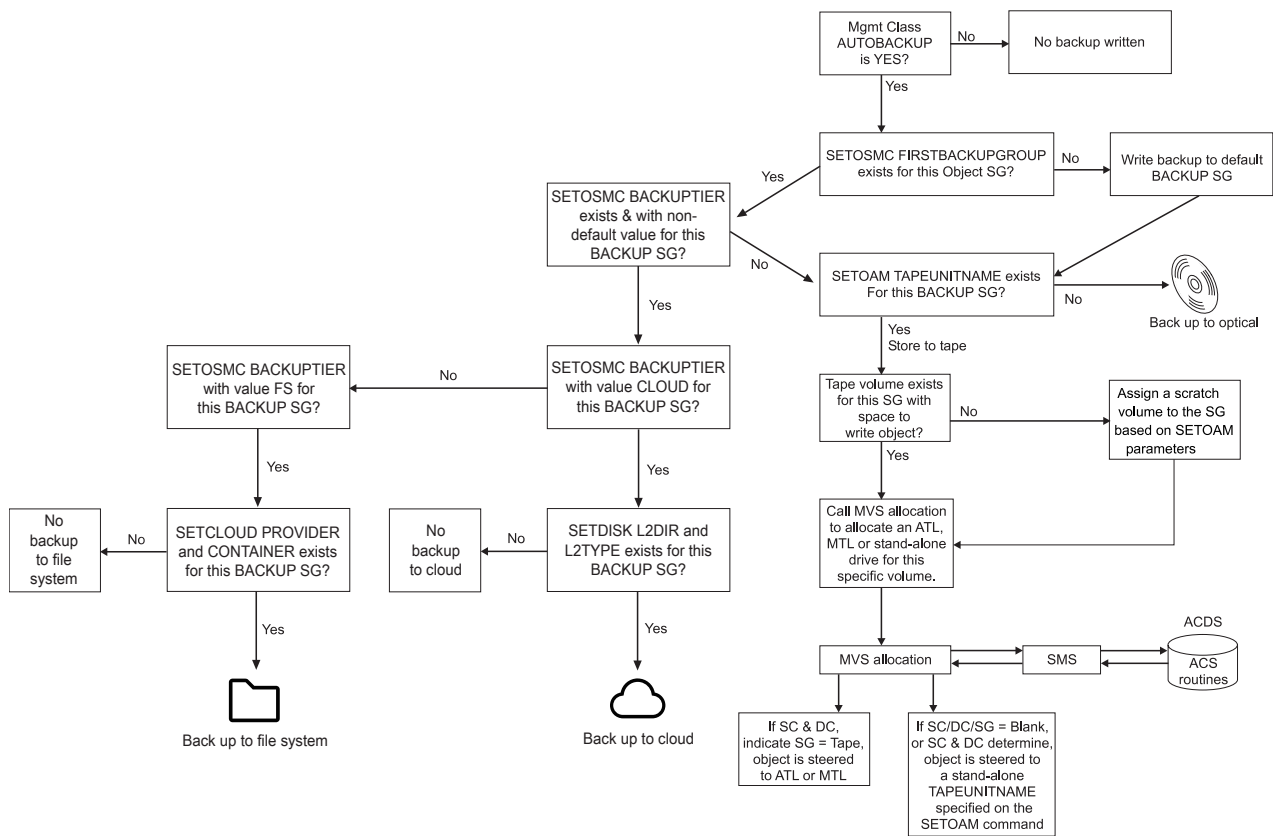 Mgmt Class
AUTOBACKUP
is YES?
No
No backup written
Yes
SETOSMC FIRSTBACKUPGROUP
exists for this Object SG?
No
Write backup to default
BACKUP SG
Yes
SETOSMC BACKUPTIER
exists & with non-
default value for this
BACKUP SG?
No
SETOAM TAPEUNITNAME exists
For this BACKUP SG?
No
Back up to optical
Yes
Yes
Store to tape
SETOSMC BACKUPTIER
with value FS for
this BACKUP SG?
No
SETOSMC BACKUPTIER
with value CLOUD for
this BACKUP SG?
Tape volume exists
for this SG with
space to
write object?
No
Assign a scratch
volume to the SG
based on SETOAM
parameters
Yes
Yes
Yes
No
backup
to file
system
No
SETCLOUD PROVIDER
and CONTAINER exists
for this BACKUP SG?
No
backup
to cloud
No
SETDISK L2DIR and
L2TYPE exists for this
BACKUP SG?
Call MVS allocation
to allocate an ATL,
MTL or stand-alone
drive for this
specific volume.
Yes
Yes
Back up to file system
Back up to cloud
MVS allocation
SMS
ACDS
ACS
routines
If SC & DC,
indicate SG = Tape,
object is steered
to ATL or MTL
If SC/DC/SG = Blank,
or SC & DC determine,
object is steered to
a stand-alone
TAPEUNITNAME
specified on the
SETOAM command